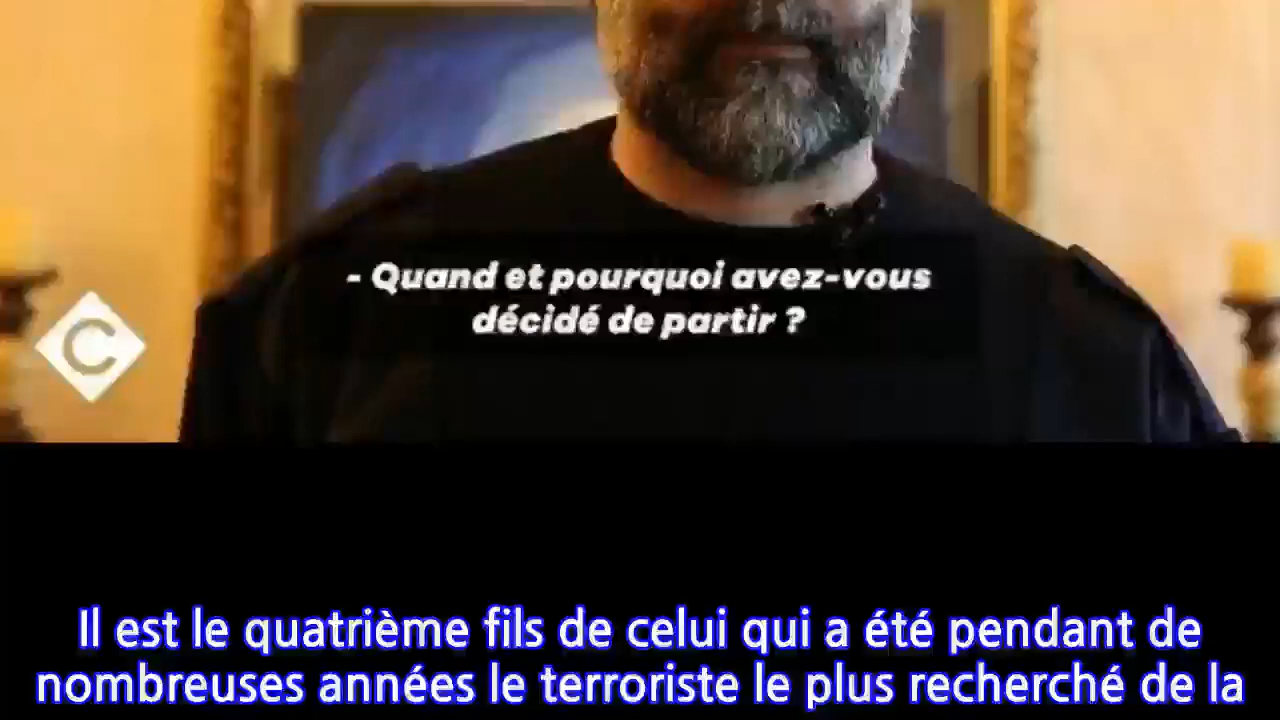 - Quand et pourquoi avez-vous
décidé de partir ?
C
Il est le quatrième fils de celui qui a été pendant de
nombreuses années le terroriste le plus recherché de la